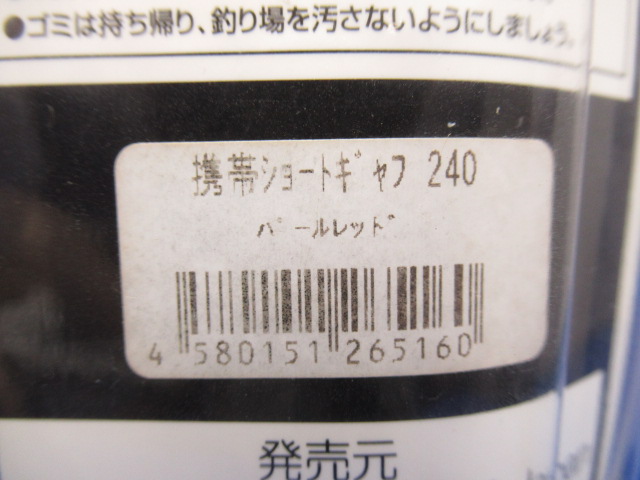 ●ゴミは持ち帰り、釣り場を汚さないようにしましょう。
携帯ショートギャフ 240
パールレッド
4 580151 265160
発売元